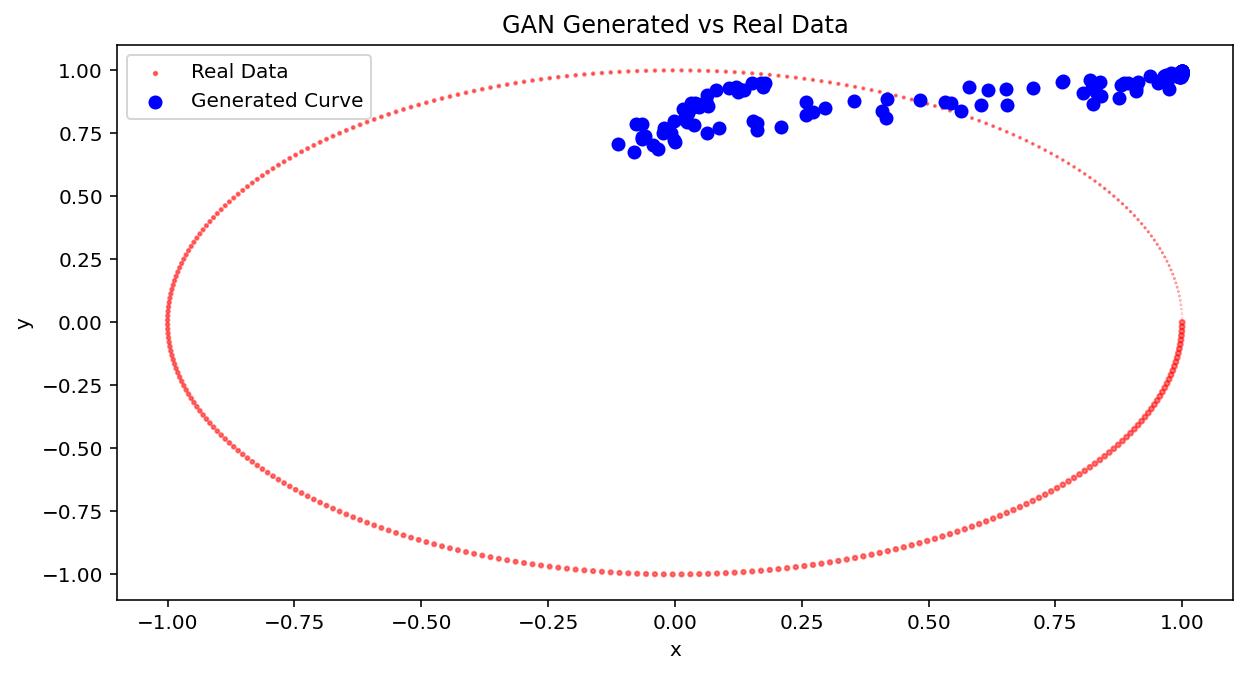 GAN Generated vs Real Data
Real Data
Generated Curve
1.00
0.75
0.50
0.25
0.00
−0.25
−0.50
−0.75
−1.00
y
−1.00 −0.75 −0.50 −0.25 0.00 0.25 0.50 0.75 1.00
x